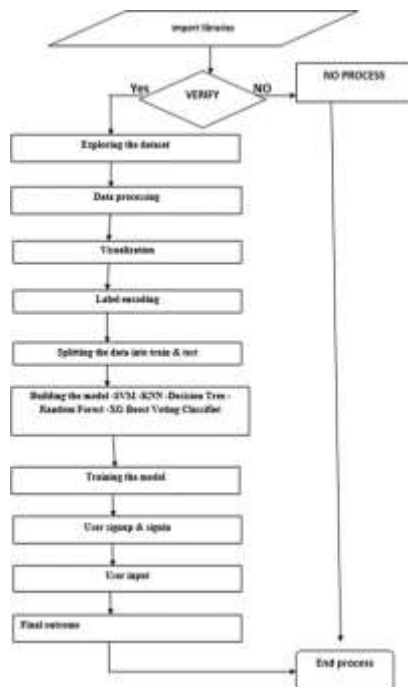 import libraries
Yes
VERIFY
NO
NO PROCESS
Exploring the dataset
Data processing
Visualization
Label encoding
Splitting the data into train & test
Building the model -SVM -KNN -Decision Tree -
Random Forest -XG Boost Voting Classifier
Training the model
User signup & signin
User input
Final outcome
End process